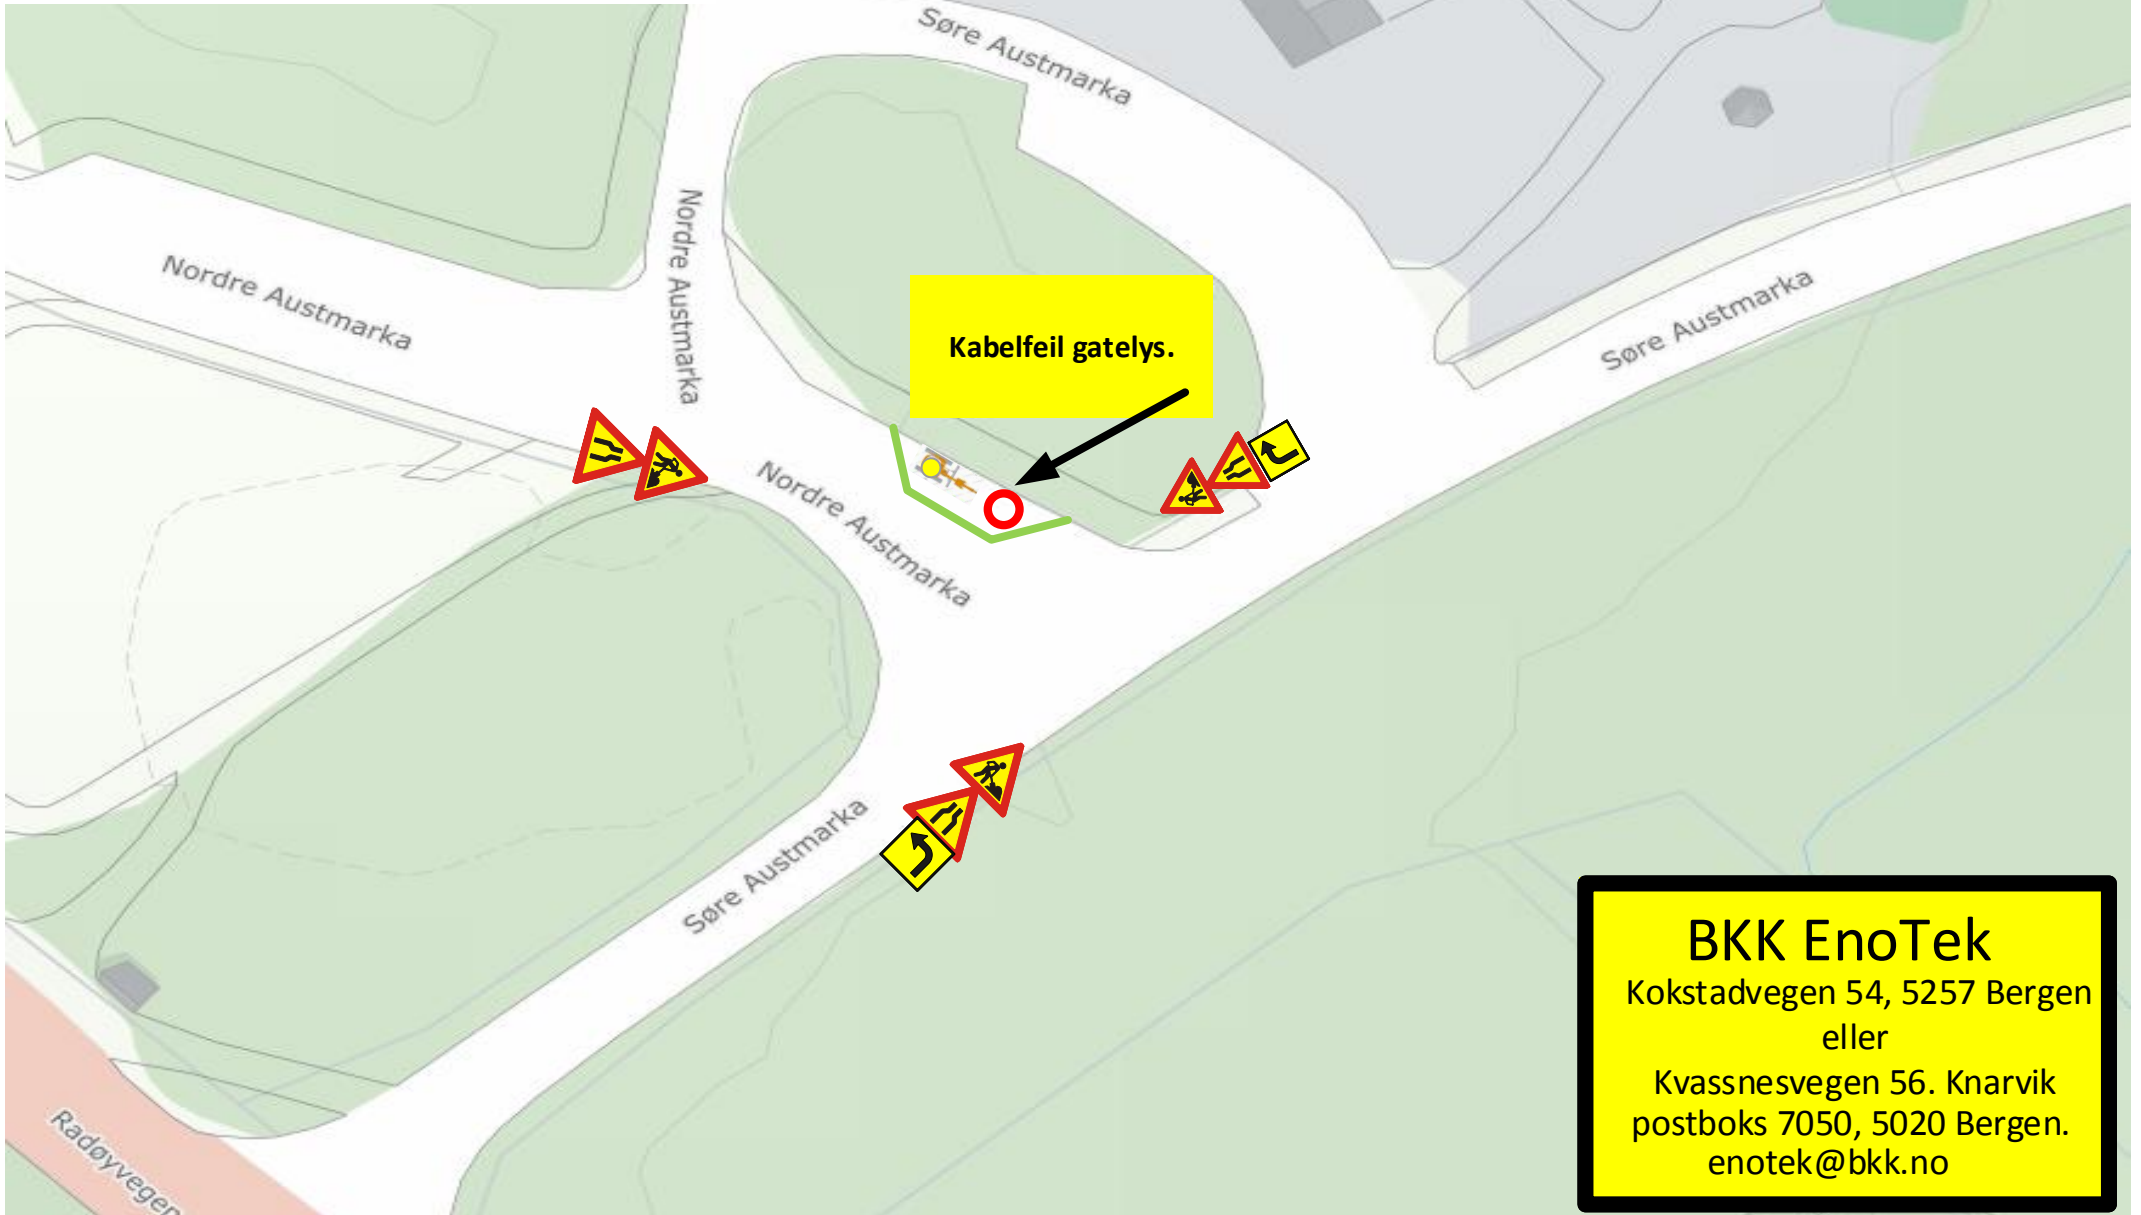 Søre Austmarka
Nordre Austmarka
Nordre Austmarka
Søre Austmarka
Kabelfeil gatelys.
Nordre Austmarka
Søre Austmarka
BKK EnoTek
Kokstadvegen 54, 5257 Bergen
eller
Kvassnesvegen 56. Knarvik
postboks 7050, 5020 Bergen.
enotek@bkk.no
Radøyvegen